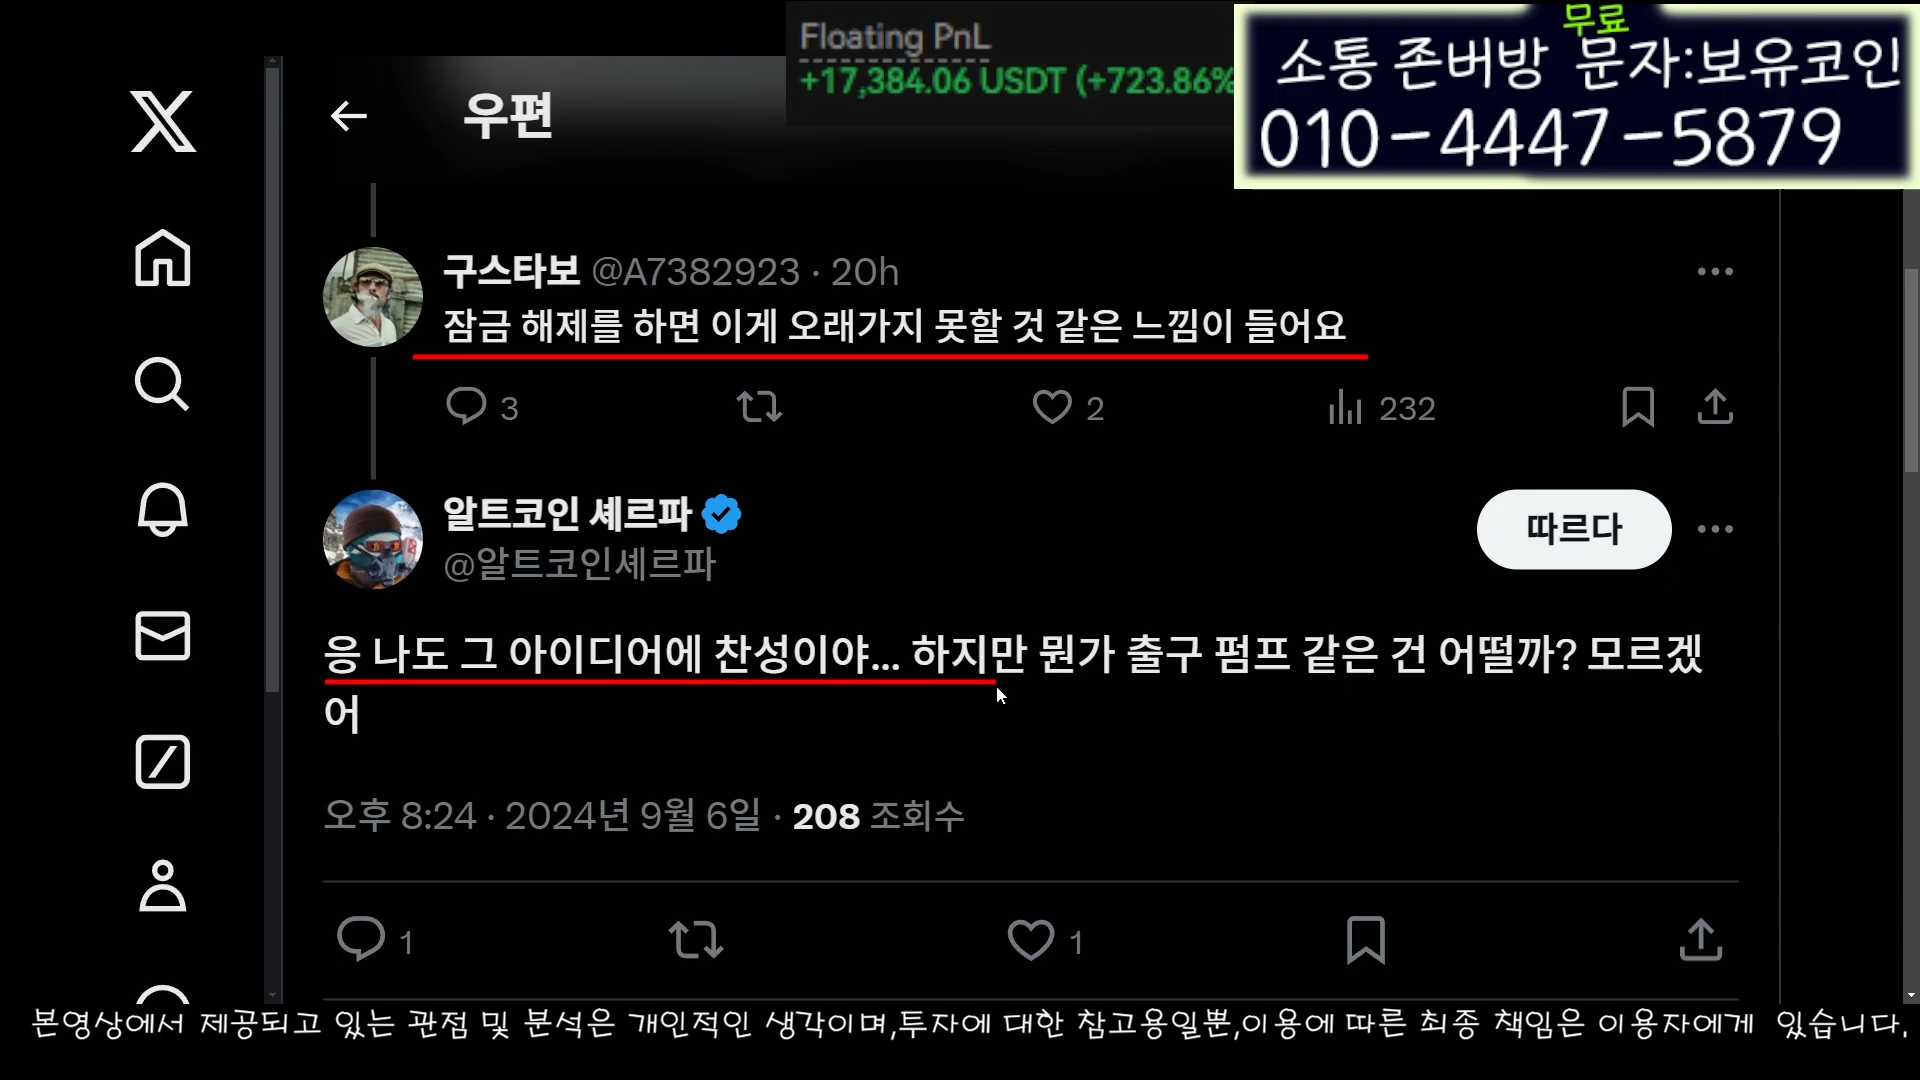 Floating PnL
+17,384.06 USDT (+723.86%
무료
소통 존버방 문자:보유코인
010-4447-5879
우편
구스타보 @A7382923 · 20h
잠금 해제를 하면 이게 오래가지 못할 것 같은 느낌이 들어요
3 2 232
알트코인 셰르파
@알트코인셰르파
따르다
응 나도 그 아이디어에 찬성이야... 하지만 뭔가 출구 펌프 같은 건 어떨까? 모르겠
어
오후 8:24 · 2024년 9월 6일 · 208 조회수
1 1
본영상에서 제공되고 있는 관점 및 분석은 개인적인 생각이며,투자에 대한 참고용일뿐,이용에 따른 최종 책임은 이용자에게 있습니다.